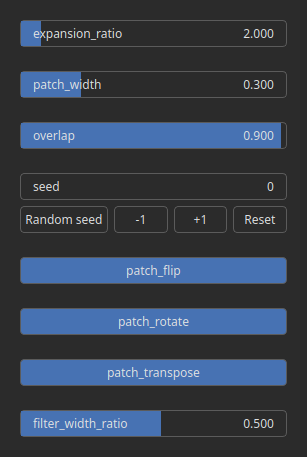 expansion_ratio 2.000
patch_width 0.300
overlap 0.900
seed 0
Random seed -1 +1 Reset
patch_flip
patch_rotate
patch_transpose
filter_width_ratio 0.500